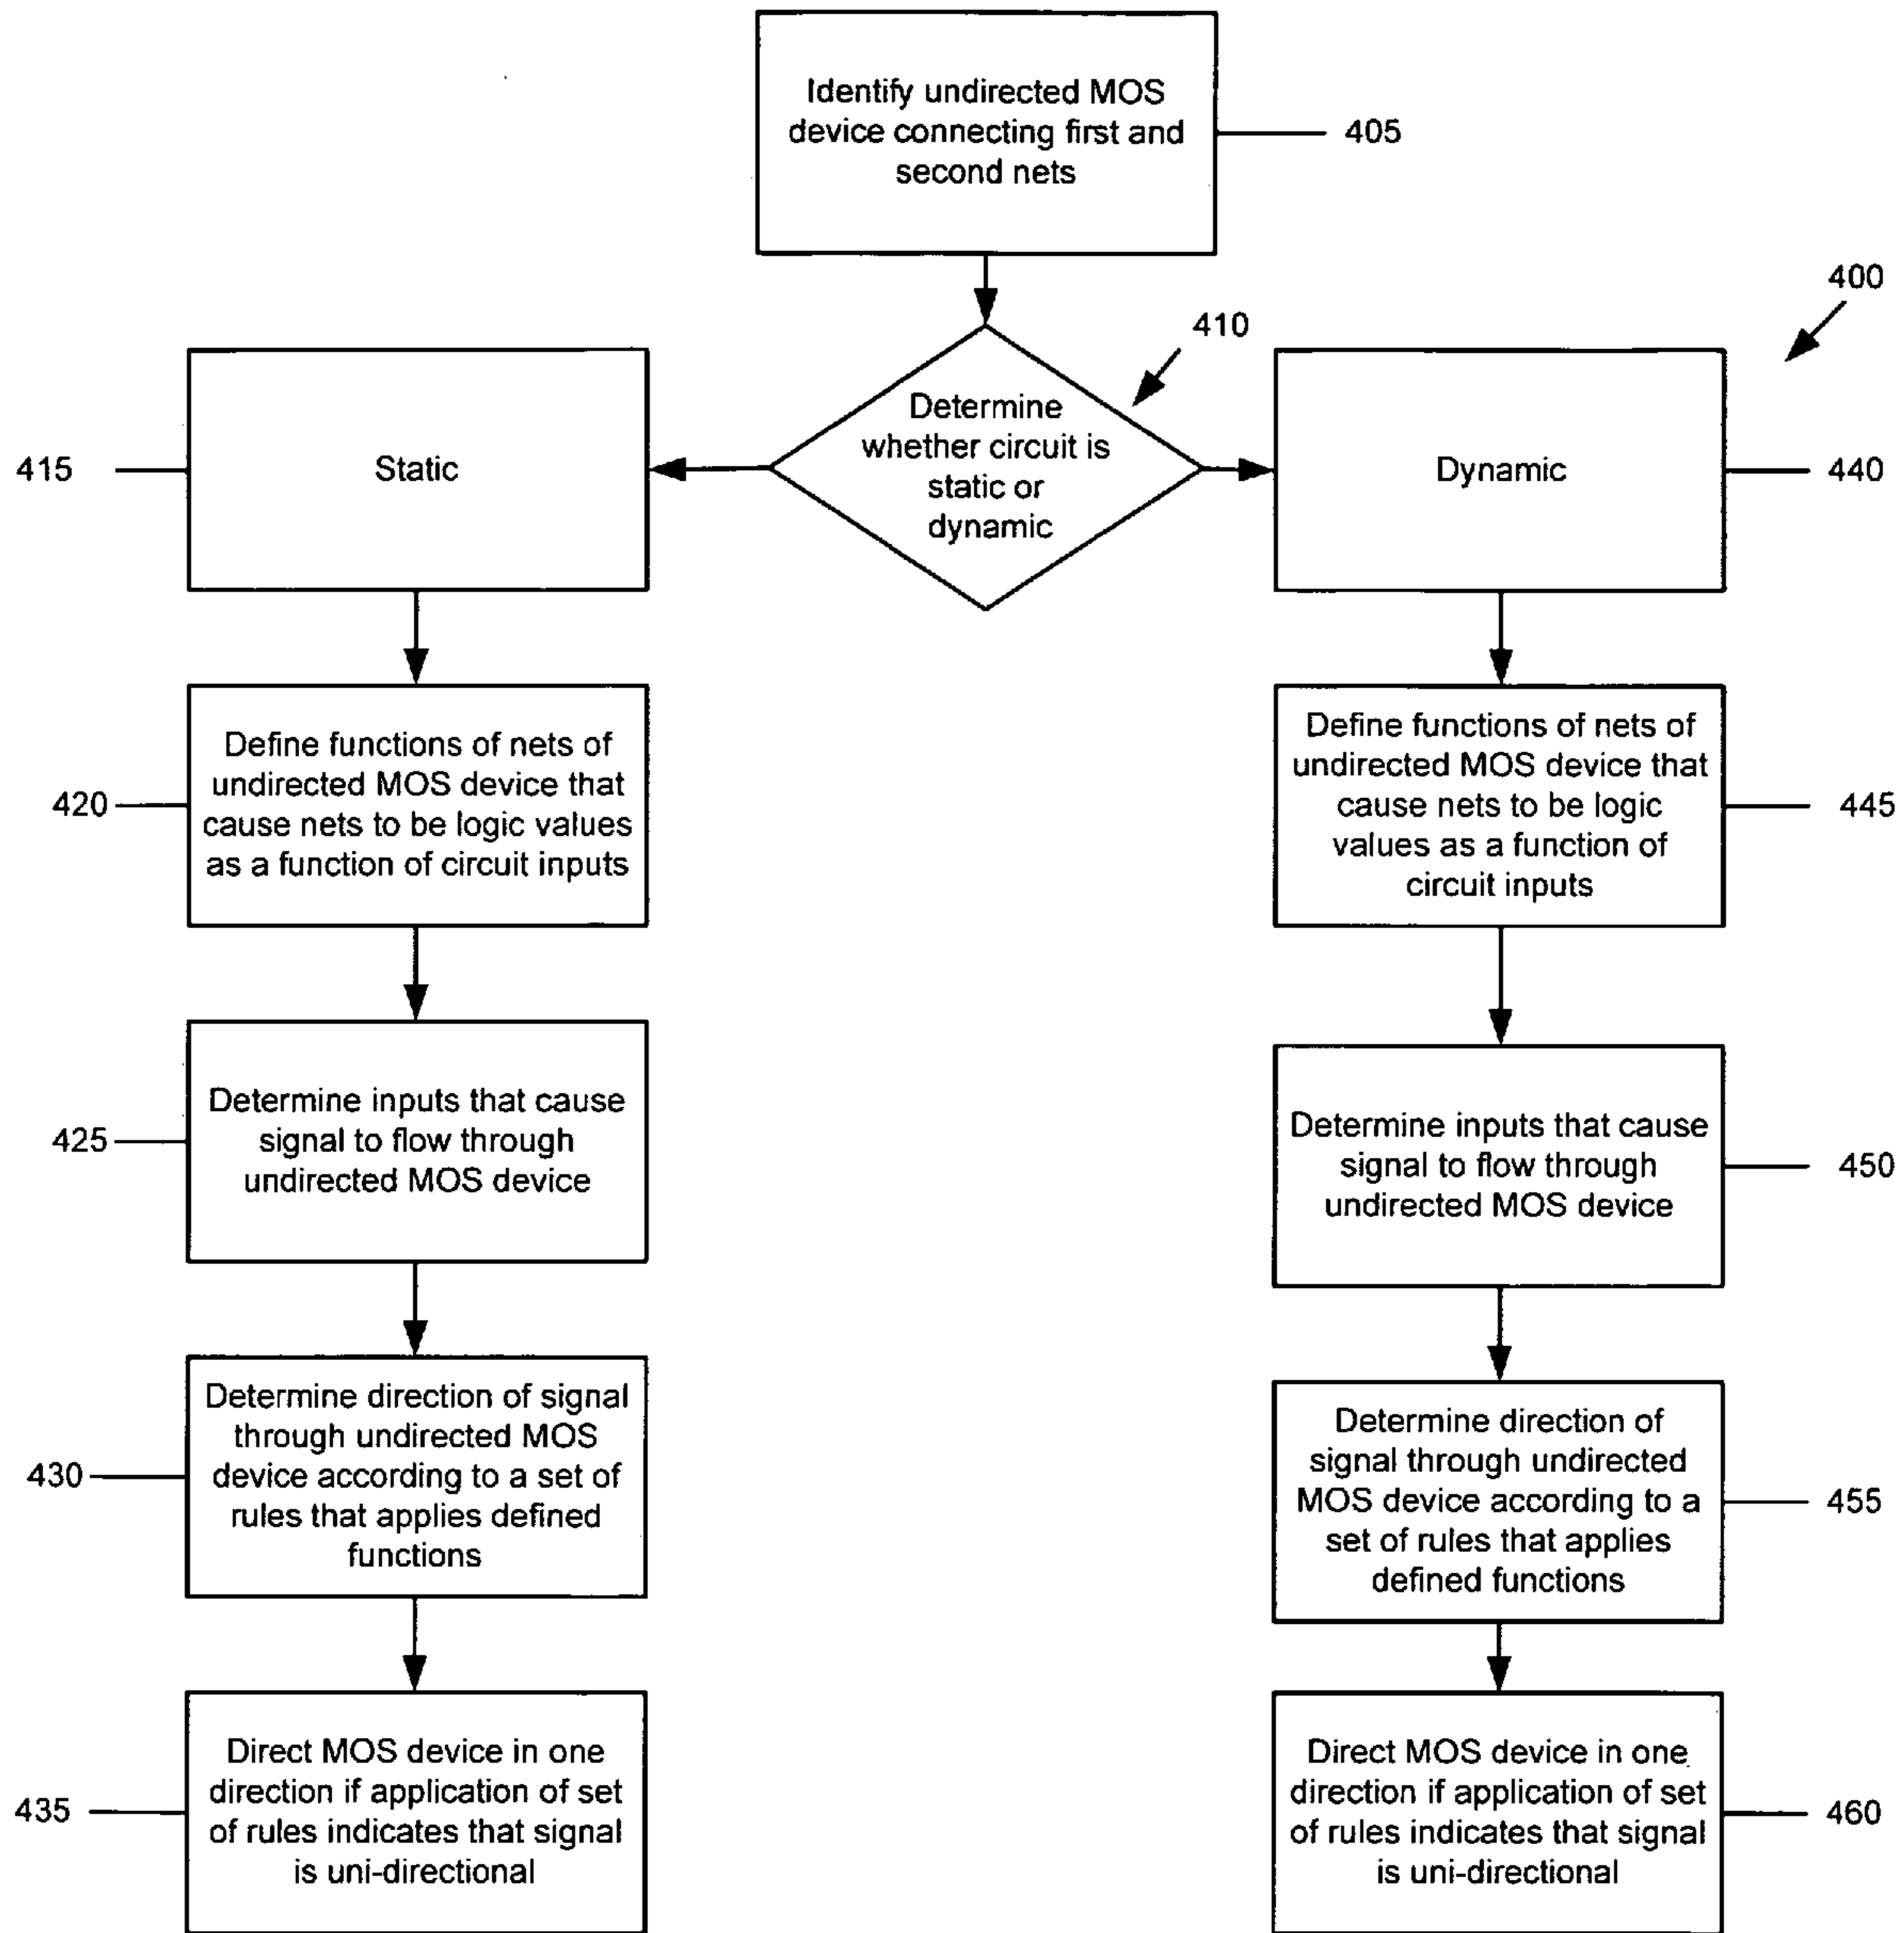 Identify undirected MOS
device connecting first and
second nets
405
400
410
Determine
whether circuit is
static or
dynamic
415
Static
Dynamic
440
420
Define functions of nets of
undirected MOS device that
cause nets to be logic values
as a function of circuit inputs
Define functions of nets of
undirected MOS device that
cause nets to be logic
values as a function of
circuit inputs
445
425
Determine inputs that cause
signal to flow through
undirected MOS device
Determine inputs that cause
signal to flow through
undirected MOS device
450
430
Determine direction of signal
through undirected MOS
device according to a set of
rules that applies defined
functions
Determine direction of
signal through undirected
MOS device according to a
set of rules that applies
defined functions
455
435
Direct MOS device in one
direction if application of set
of rules indicates that signal
is uni-directional
Direct MOS device in one
direction if application of set
of rules indicates that signal
is uni-directional
460